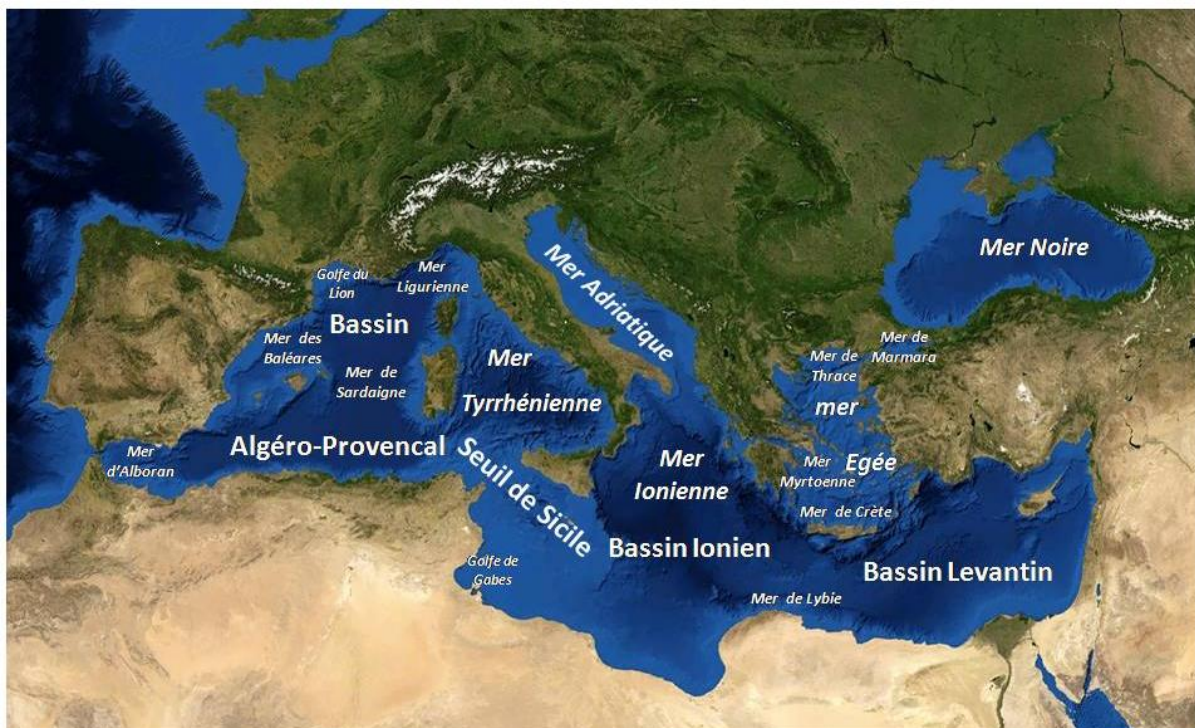 Mer Noire
Mer Adriatique
Golfe du
Lion
Mer
Ligurienne
Bassin
Mer des
Baléares
Mer de
Sardaigne
Mer
Tyrrhénienne
Mer de
Marmara
Mer de
Thrace
mer
Egée
Algéro-Provencal
Mer
d'Alboran
Seuil de Sicile
Mer
Ionienne
Mer
Myrtoenne
Mer de Crète
Golfe de
Gabes
Bassin Ionien
Bassin Levantin
Mer de Lybie